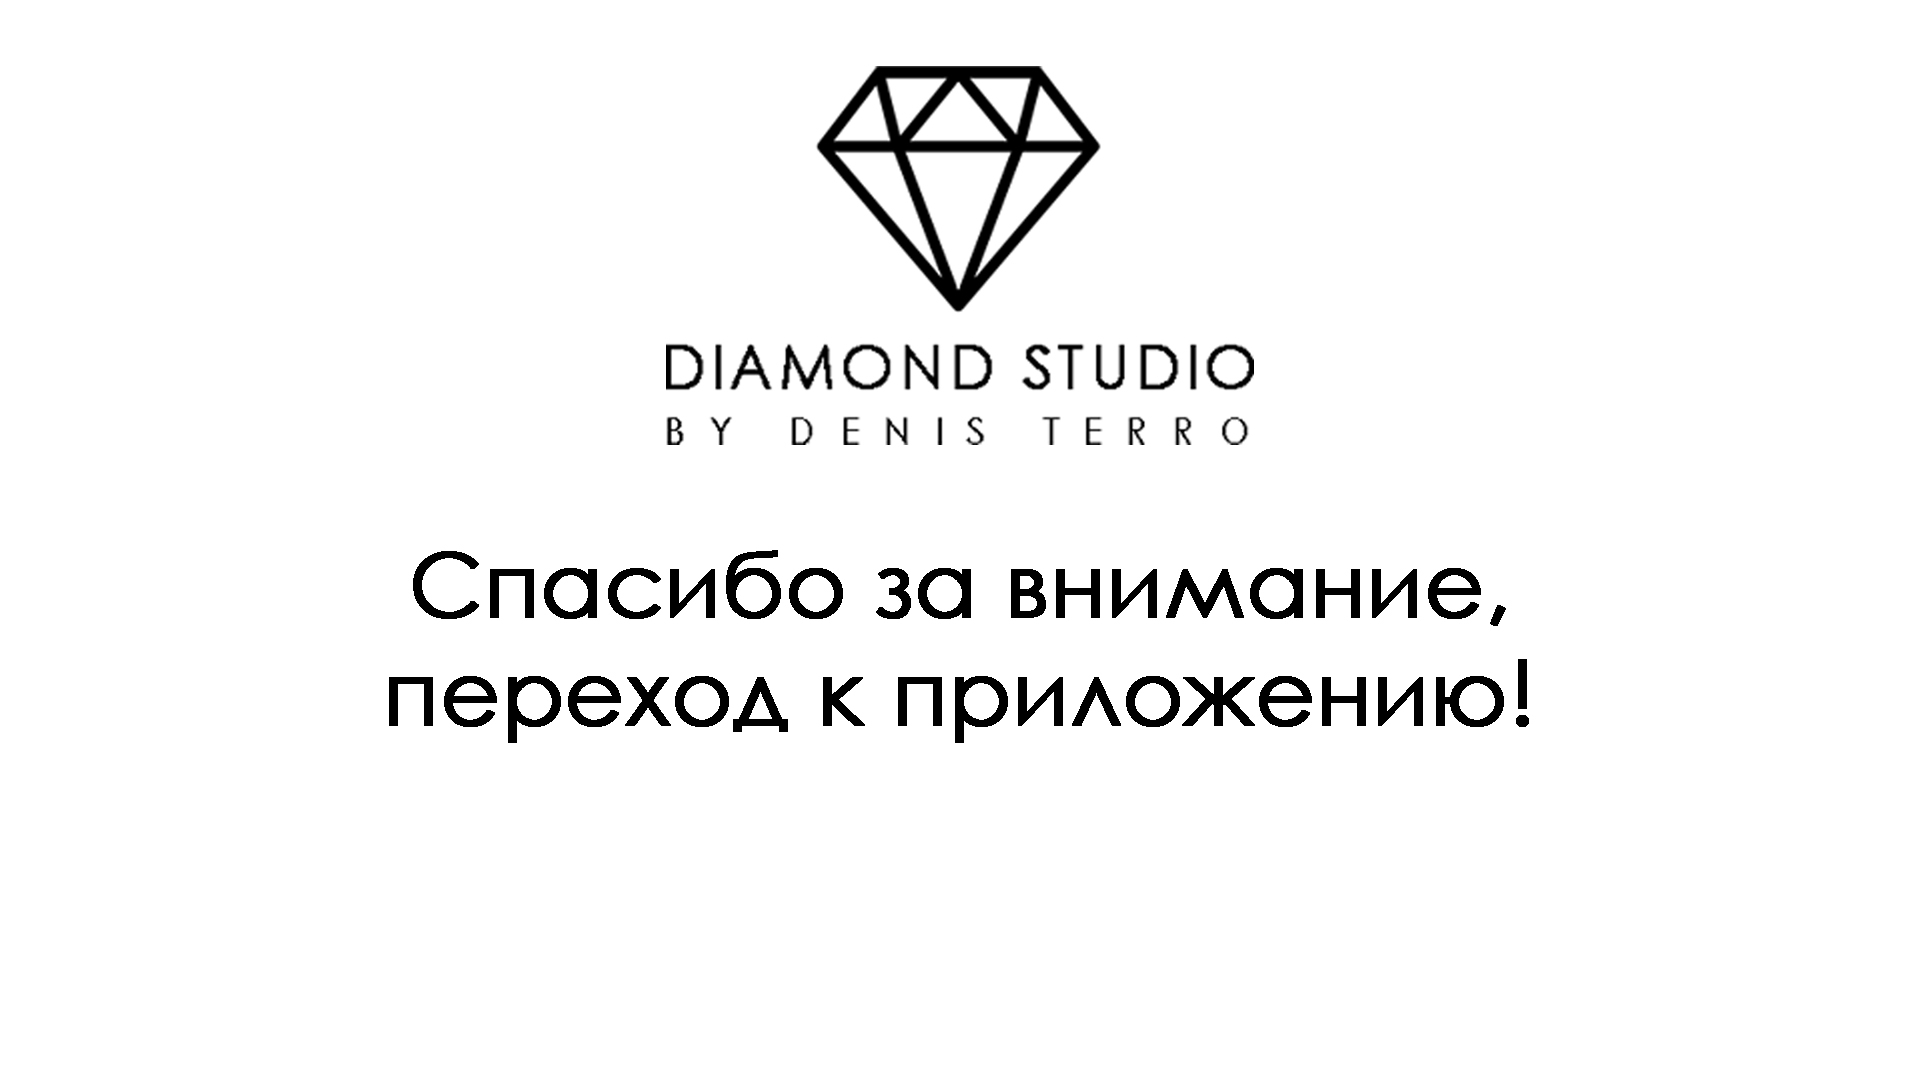 DIAMOND STUDIO
BY DENIS TERRO
Спасибо за внимание,
переход к приложению!